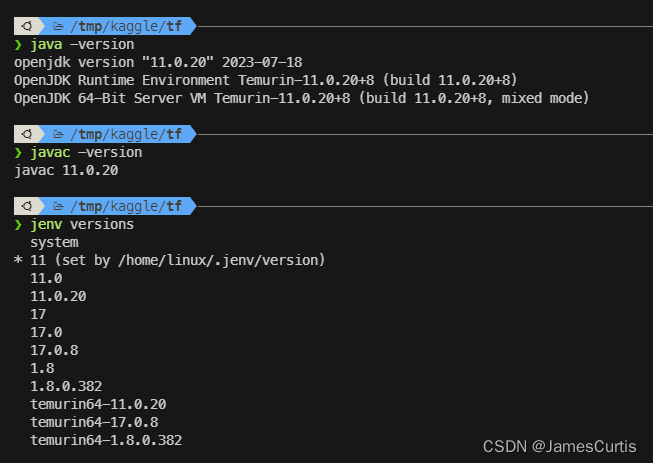 /tmp/kaggle/tf
❯ java -version
openjdk version "11.0.20" 2023-07-18
OpenJDK Runtime Environment Temurin-11.0.20+8 (build 11.0.20+8)
OpenJDK 64-Bit Server VM Temurin-11.0.20+8 (build 11.0.20+8, mixed mode)
/tmp/kaggle/tf
❯ javac -version
javac 11.0.20
/tmp/kaggle/tf
❯ jenv versions
system
* 11 (set by /home/linux/.jenv/version)
11.0
11.0.20
17
17.0
17.0.8
1.8
1.8.0.382
temurin64-11.0.20
temurin64-17.0.8
temurin64-1.8.0.382
CSDN @JamesCurtis